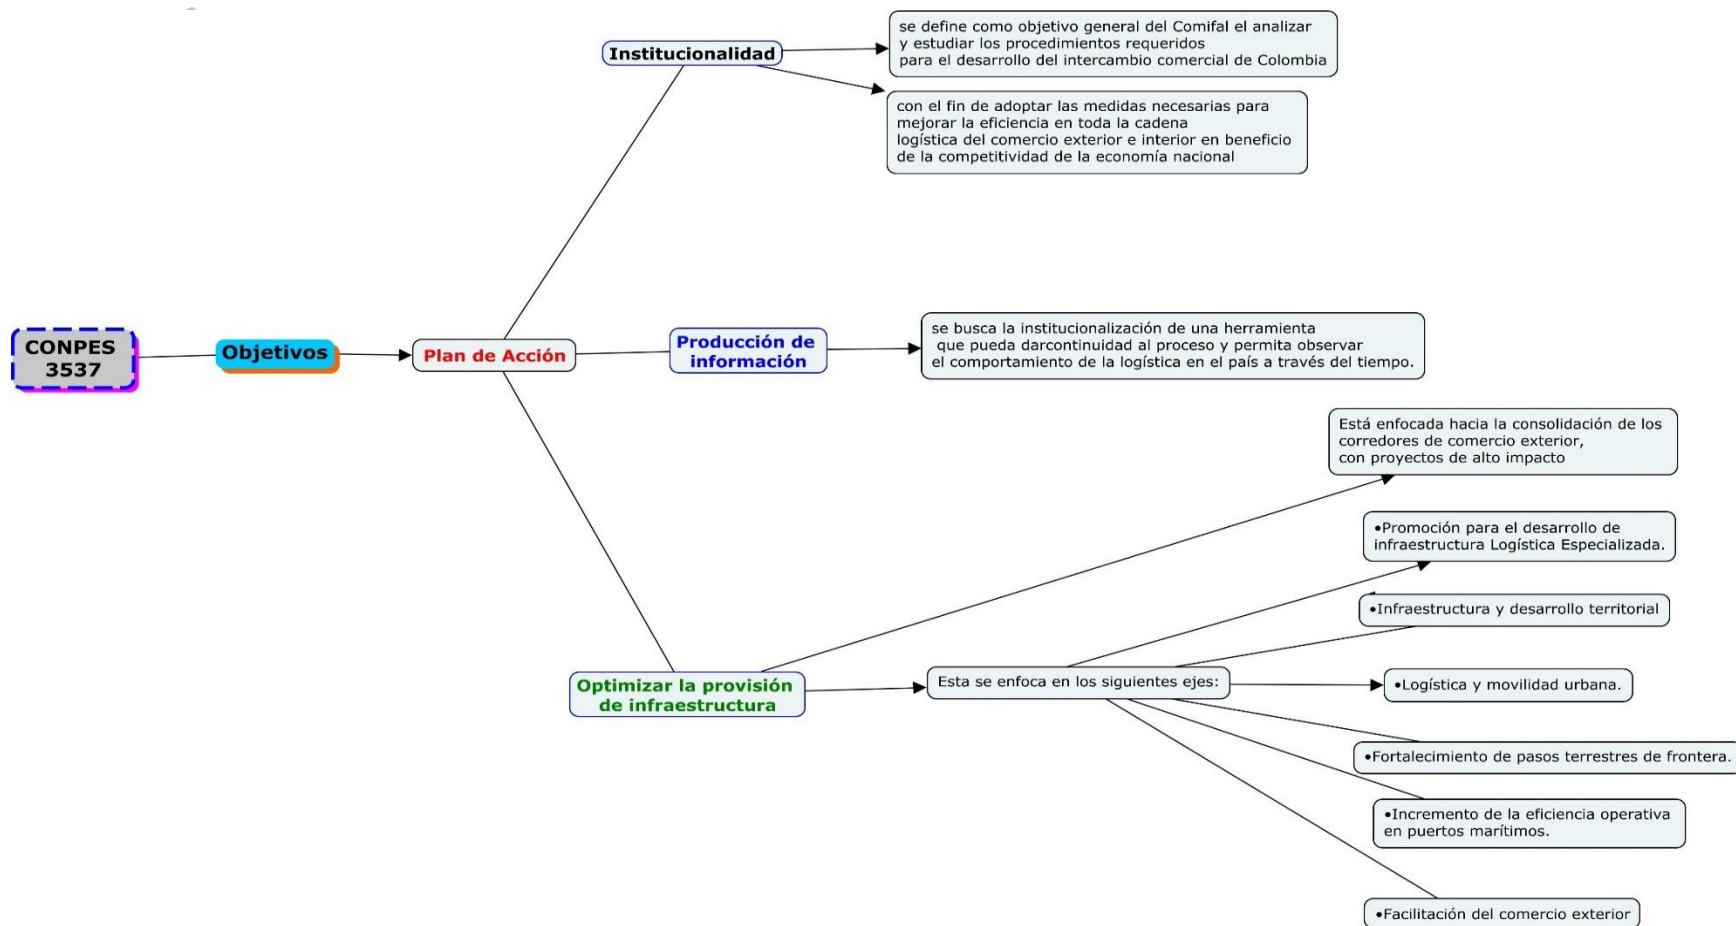 Institucionalidad
se define como objetivo general del Comifal el analizar
y estudiar los procedimientos requeridos
para el desarrollo del intercambio comercial de Colombia
con el fin de adoptar las medidas necesarias para
mejorar la eficiencia en toda la cadena
logística del comercio exterior e interior en beneficio
de la competitividad de la economía nacional
CONPES
3537
Objetivos
Plan de Acción
Producción de
información
se busca la institucionalización de una herramienta
que pueda darcontinuidad al proceso y permita observar
el comportamiento de la logística en el país a través del tiempo.
Optimizar la provisión
de infraestructura
Está enfocada hacia la consolidación de los
corredores de comercio exterior,
con proyectos de alto impacto
Esta se enfoca en los siguientes ejes:
•Promoción para el desarrollo de
infraestructura Logística Especializada.
•Infraestructura y desarrollo territorial
•Logística y movilidad urbana.
•Fortalecimiento de pasos terrestres de frontera.
•Incremento de la eficiencia operativa
en puertos marítimos.
•Facilitación del comercio exterior